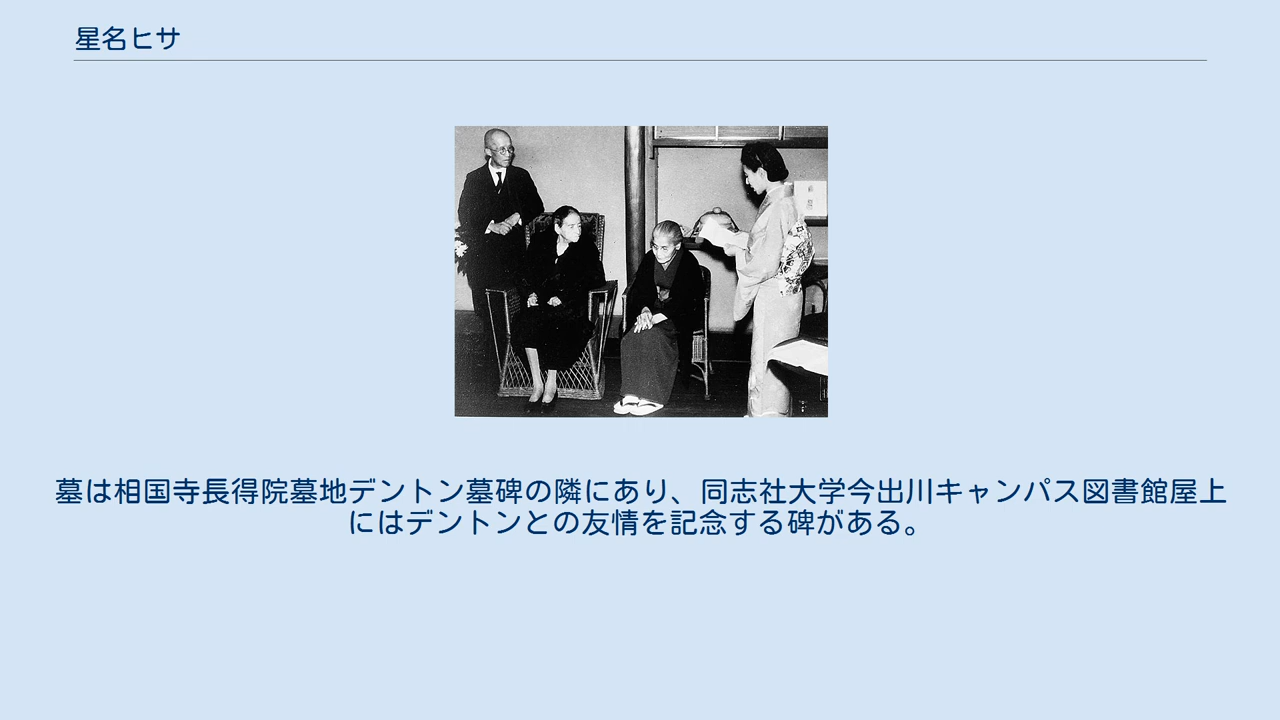 星名ヒサ
墓は相国寺長得院墓地デントン墓碑の隣にあり、同志社大学今出川キャンパス図書館屋上
にはデントンとの友情を記念する碑がある。